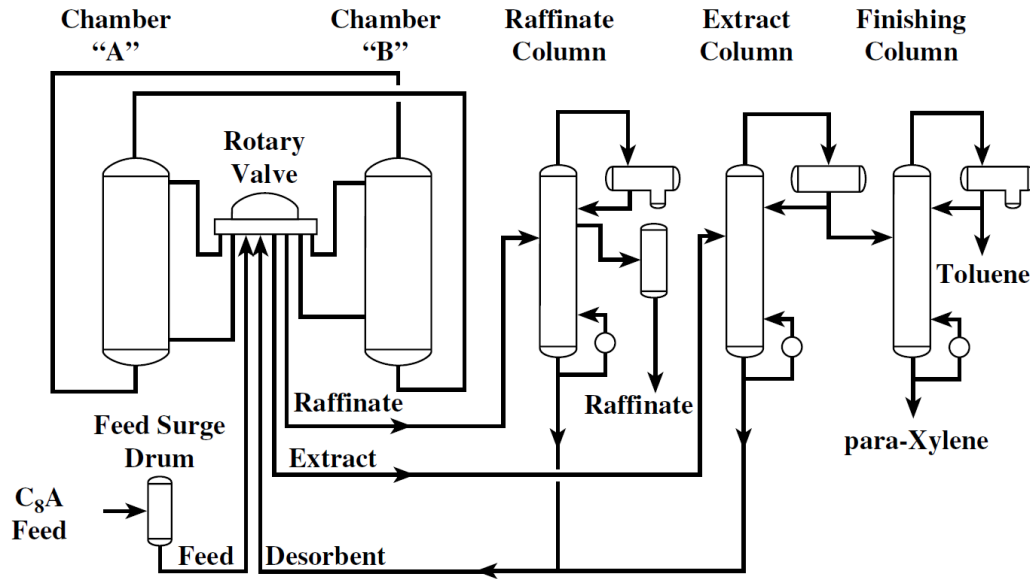 Chamber
“A”
Chamber
“B”
Raffinate
Column
Extract
Column
Finishing
Column
Rotary
Valve
Toluene
Raffinate
Raffinate
para-Xylene
Feed Surge
Drum
Extract
C₈A
Feed
Feed
Desorbent